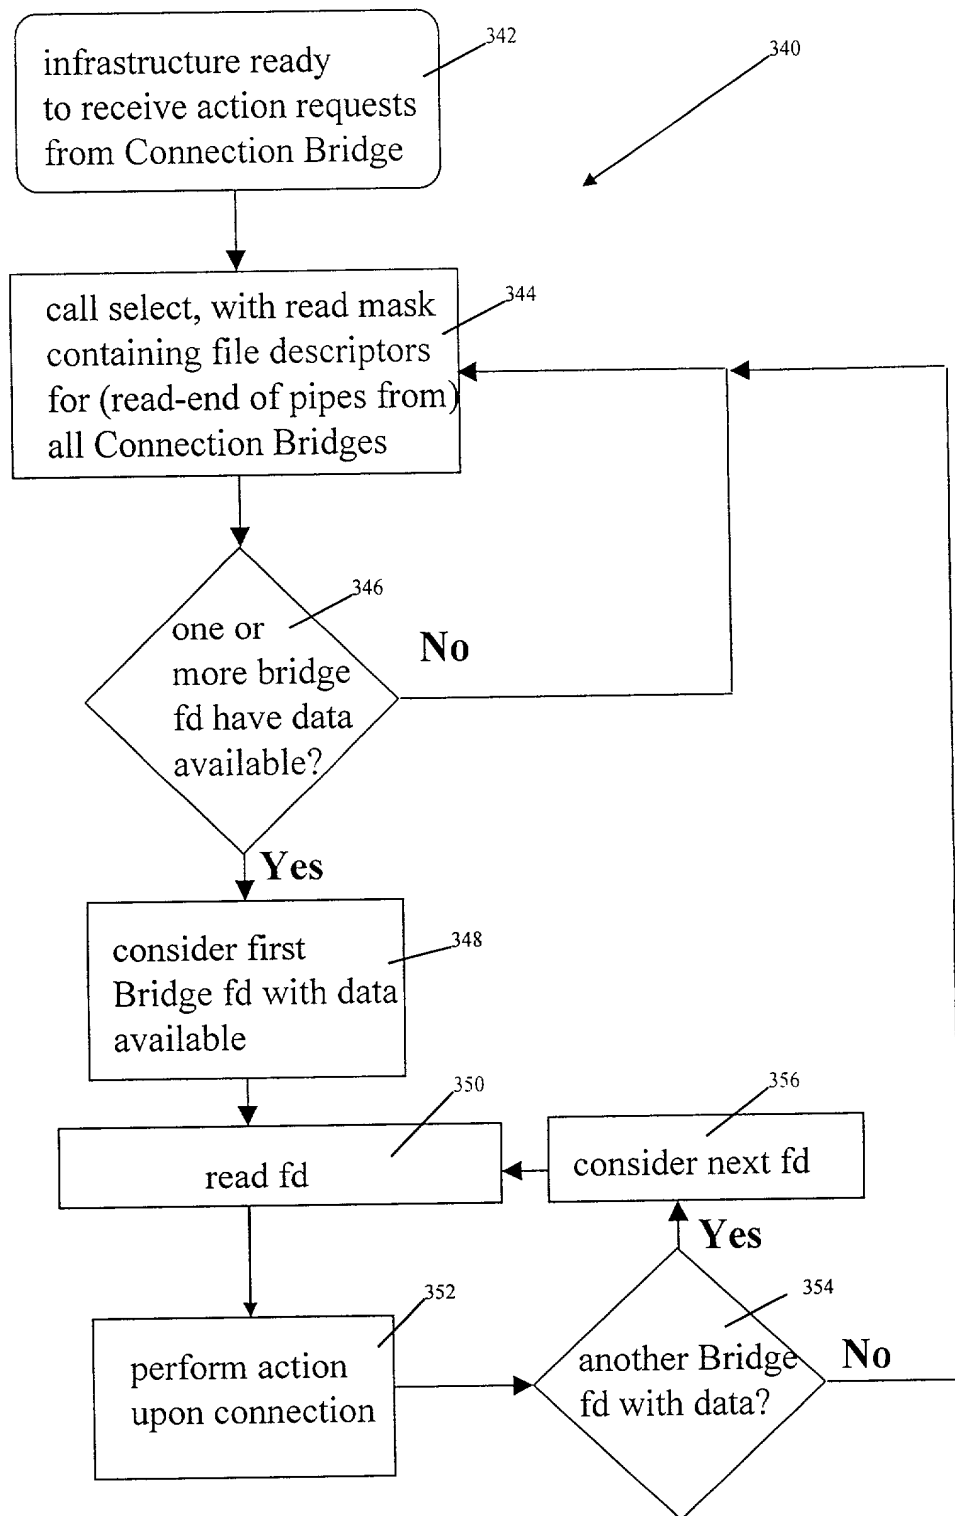 342
infrastructure ready
to receive action requests
from Connection Bridge
340
344
call select, with read mask
containing file descriptors
for (read-end of pipes from)
all Connection Bridges
346
one or
more bridge
fd have data
available?
No
Yes
348
consider first
Bridge fd with data
available
350
read fd
356
consider next fd
Yes
352
perform action
upon connection
354
another Bridge
fd with data?
No